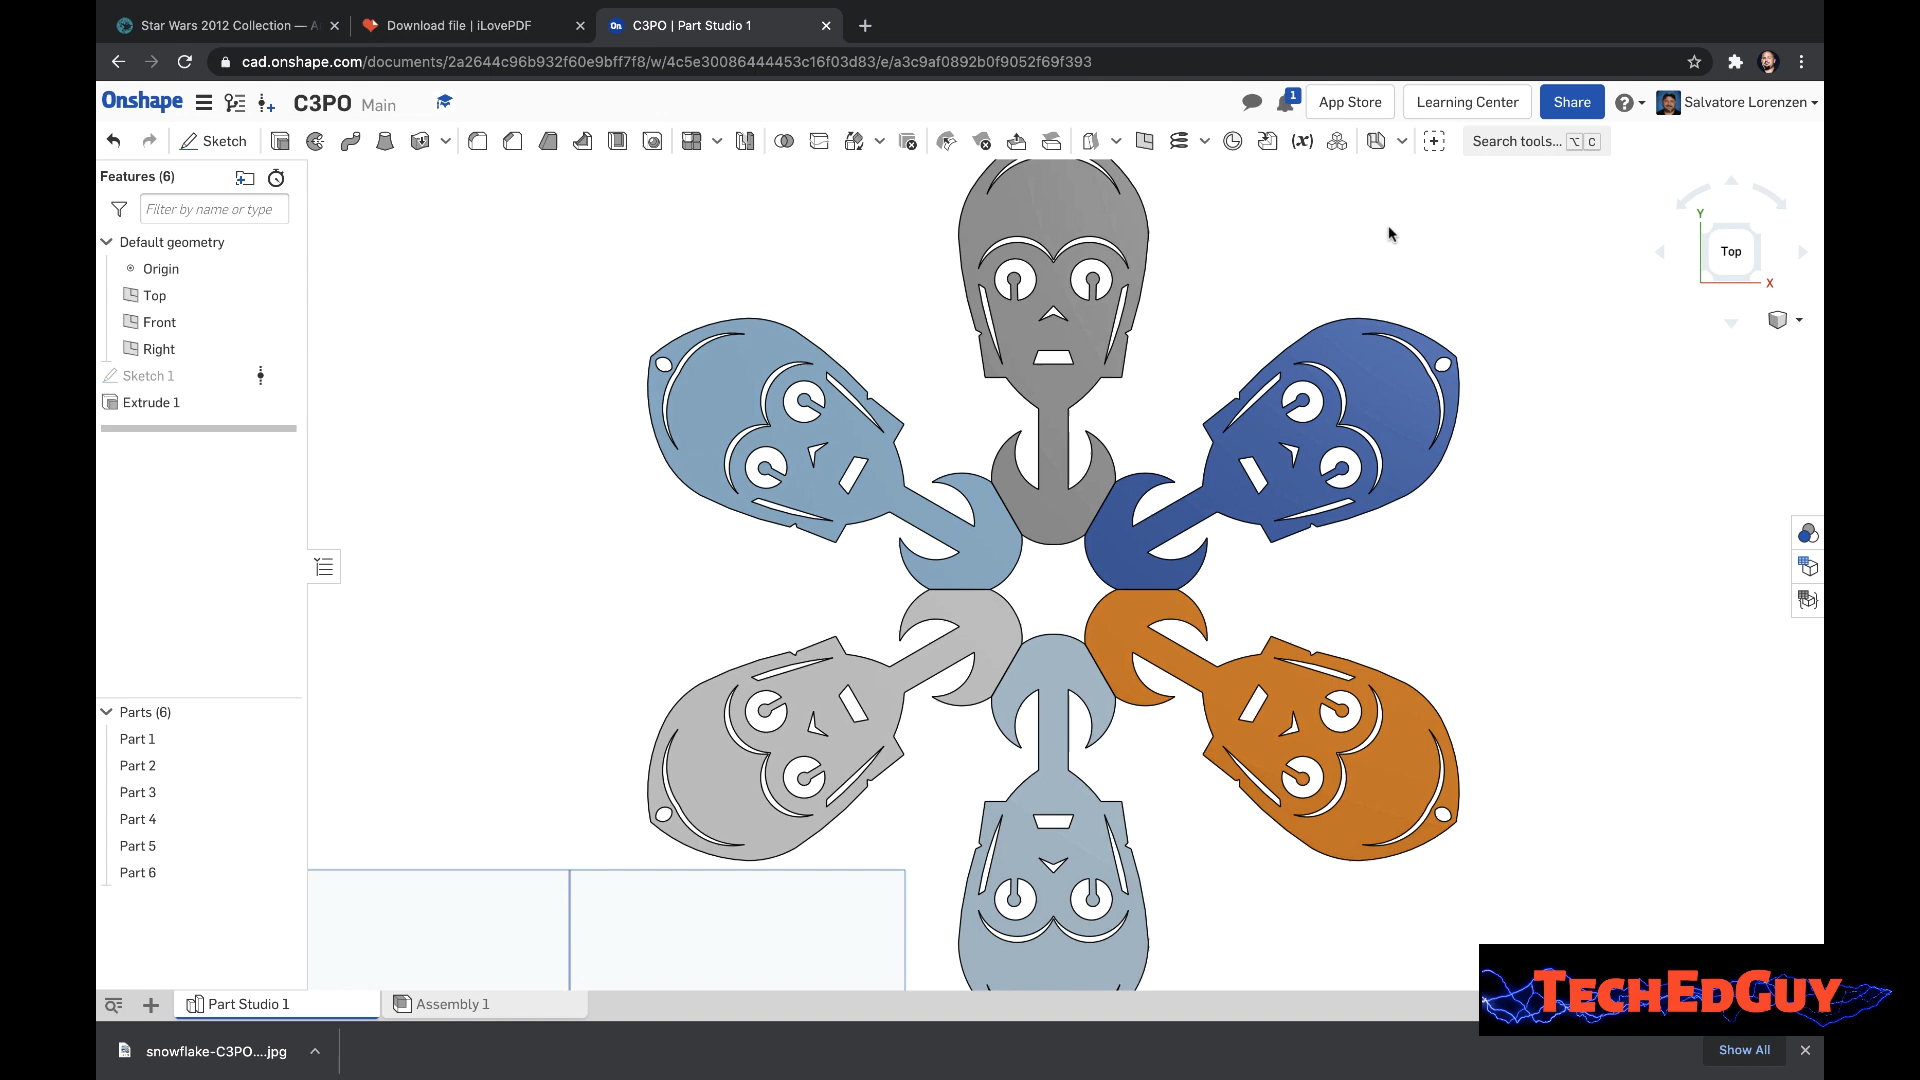 Star Wars 2012 Collection — A
Download file | iLovePDF
C3PO | Part Studio 1
cad.onshape.com/documents/2a2644c96b932f60e9bff7f8/w/4c5e30086444453c16f03d83/e/a3c9af0892b0f9052f69f393
Onshape
C3PO Main
1
App Store
Learning Center
Share
Salvatore Lorenzen
Sketch
(x)
Search tools... ⌥ C
Features (6)
Filter by name or type
Default geometry
Origin
Top
Front
Right
Sketch 1
Extrude 1
Y
Top
X
Parts (6)
Part 1
Part 2
Part 3
Part 4
Part 5
Part 6
Part Studio 1
Assembly 1
TechEdGuy
snowflake-C3PO....jpg
Show All